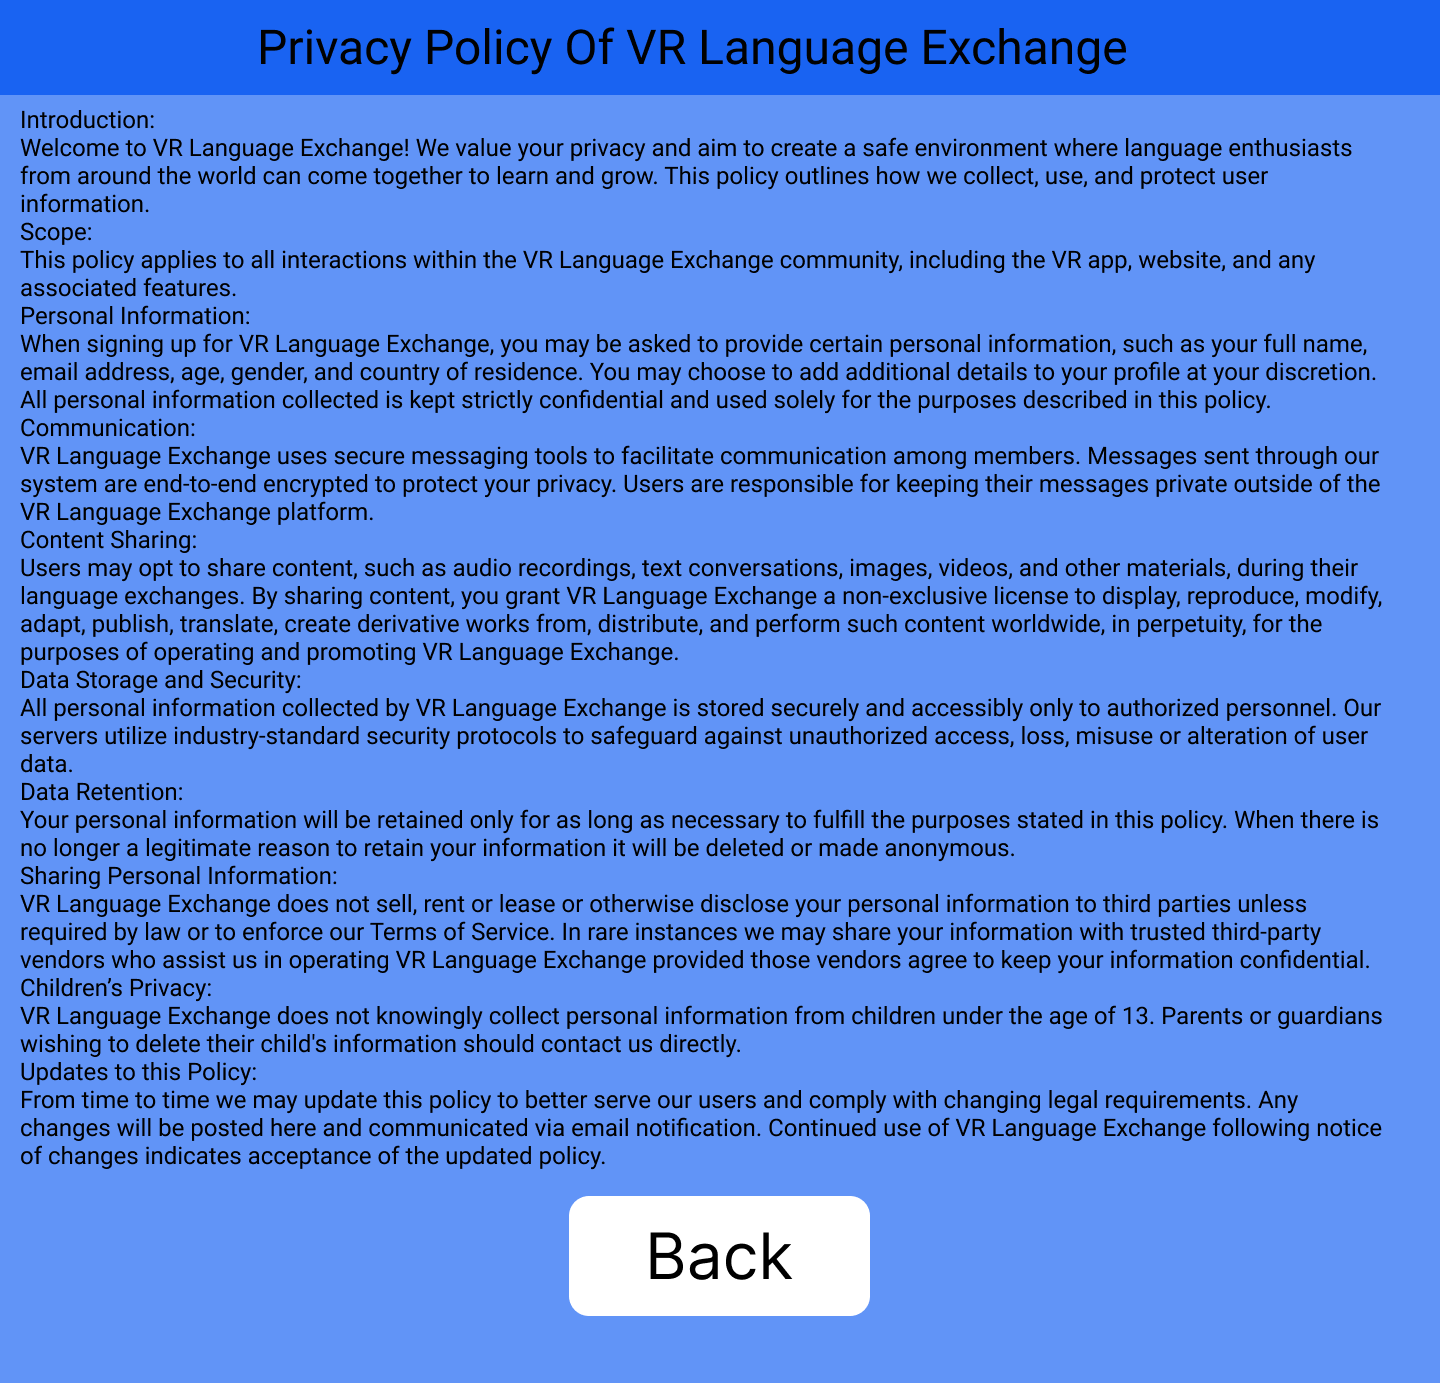 Privacy Policy Of VR Language Exchange
Introduction:
Welcome to VR Language Exchange! We value your privacy and aim to create a safe environment where language enthusiasts
from around the world can come together to learn and grow. This policy outlines how we collect, use, and protect user
information.
Scope:
This policy applies to all interactions within the VR Language Exchange community, including the VR app, website, and any
associated features.
Personal Information:
When signing up for VR Language Exchange, you may be asked to provide certain personal information, such as your full name,
email address, age, gender, and country of residence. You may choose to add additional details to your profile at your discretion.
All personal information collected is kept strictly confidential and used solely for the purposes described in this policy.
Communication:
VR Language Exchange uses secure messaging tools to facilitate communication among members. Messages sent through our
system are end-to-end encrypted to protect your privacy. Users are responsible for keeping their messages private outside of the
VR Language Exchange platform.
Content Sharing:
Users may opt to share content, such as audio recordings, text conversations, images, videos, and other materials, during their
language exchanges. By sharing content, you grant VR Language Exchange a non-exclusive license to display, reproduce, modify,
adapt, publish, translate, create derivative works from, distribute, and perform such content worldwide, in perpetuity, for the
purposes of operating and promoting VR Language Exchange.
Data Storage and Security:
All personal information collected by VR Language Exchange is stored securely and accessibly only to authorized personnel. Our
servers utilize industry-standard security protocols to safeguard against unauthorized access, loss, misuse or alteration of user
data.
Data Retention:
Your personal information will be retained only for as long as necessary to fulfill the purposes stated in this policy. When there is
no longer a legitimate reason to retain your information it will be deleted or made anonymous.
Sharing Personal Information:
VR Language Exchange does not sell, rent or lease or otherwise disclose your personal information to third parties unless
required by law or to enforce our Terms of Service. In rare instances we may share your information with trusted third-party
vendors who assist us in operating VR Language Exchange provided those vendors agree to keep your information confidential.
Children’s Privacy:
VR Language Exchange does not knowingly collect personal information from children under the age of 13. Parents or guardians
wishing to delete their child's information should contact us directly.
Updates to this Policy:
From time to time we may update this policy to better serve our users and comply with changing legal requirements. Any
changes will be posted here and communicated via email notification. Continued use of VR Language Exchange following notice
of changes indicates acceptance of the updated policy.
Back